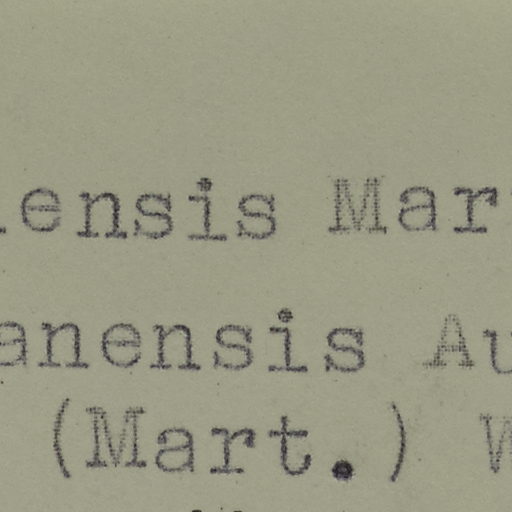 ensis Mar
anensis Au
(Mart.) W